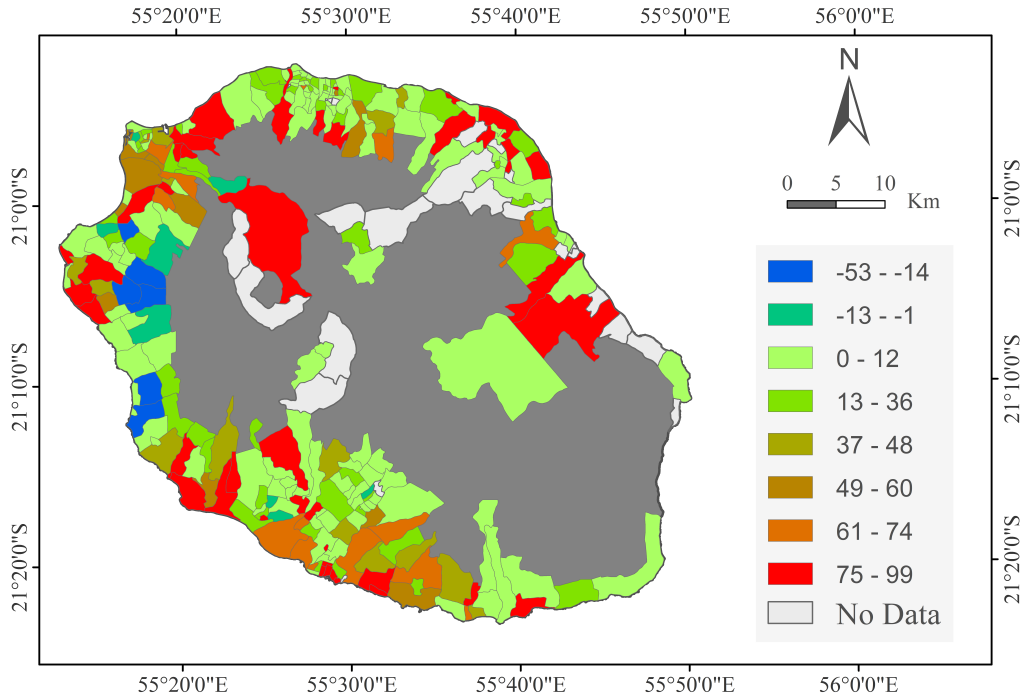 55°20'0"E 55°30'0"E 55°40'0"E 55°50'0"E 56°0'0"E
N
0 5 10 Km
21°0'0"S 21°0'0"S
21°10'0"S 21°10'0"S
21°20'0"S 21°20'0"S
-53 - -14
-13 - -1
0 - 12
13 - 36
37 - 48
49 - 60
61 - 74
75 - 99
No Data
55°20'0"E 55°30'0"E 55°40'0"E 55°50'0"E 56°0'0"E